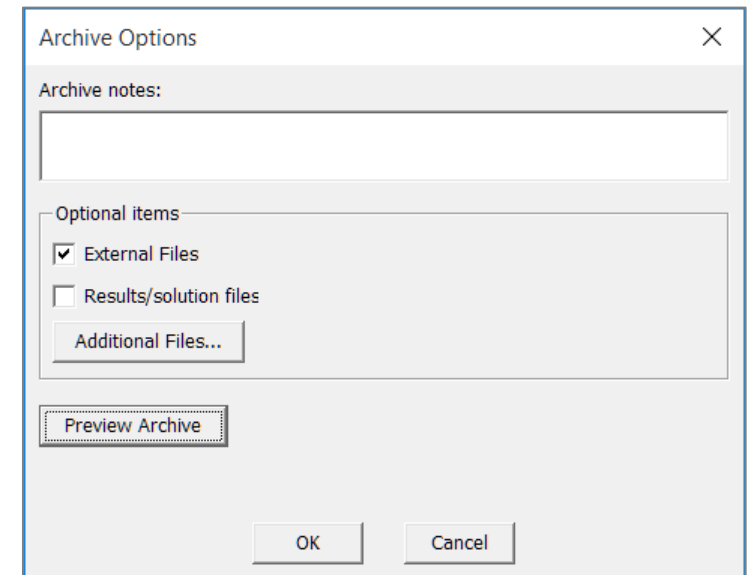 Archive Options
Archive notes:
Optional items
External Files
Results/solution files
Additional Files...
Preview Archive
OK Cancel